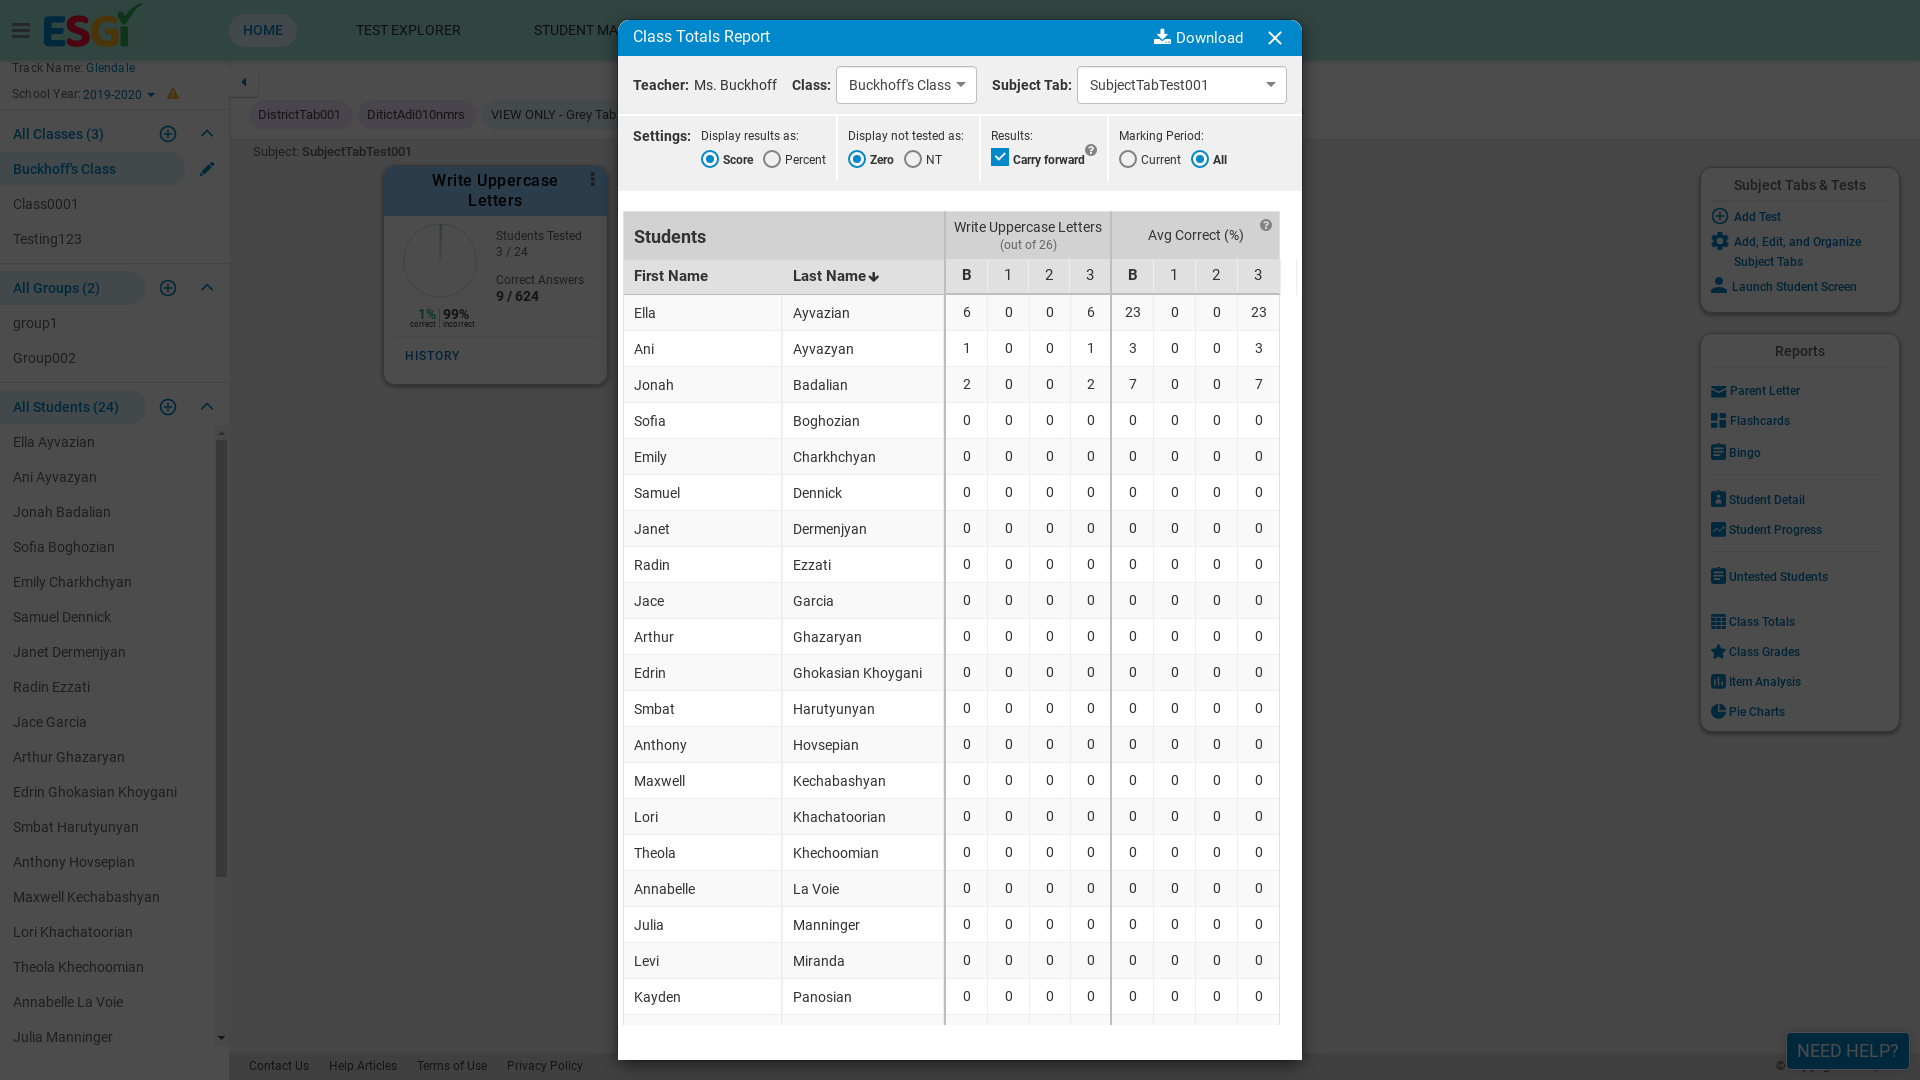 ESGi
HOME
TEST EXPLORER
STUDENT MA
Track Name: Glendale
School Year: 2019-2020
All Classes (3)
Buckhoff's Class
Class0001
Testing123
All Groups (2)
group1
Group002
All Students (24)
Ella Ayvazian
Ani Ayvazyan
Jonah Badalian
Sofia Boghozian
Emily Charkhchyan
Samuel Dennick
Janet Dermenjyan
Radin Ezzati
Jace Garcia
Arthur Ghazaryan
Edrin Ghokasian Khoygani
Smbat Harutyunyan
Anthony Hovsepian
Maxwell Kechabashyan
Lori Khachatoorian
Theola Khechoomian
Annabelle La Voie
Julia Manninger
DistrictTab001
DitictAdi010nmrs
VIEW ONLY - Grey Tab
Subject: SubjectTabTest001
Write Uppercase
Letters
Students Tested
3 / 24
Correct Answers
9 / 624
1% 99%
correct incorrect
HISTORY
Class Totals Report
Download
Teacher: Ms. Buckhoff Class: Buckhoff's Class Subject Tab: SubjectTabTest001
Settings: Display results as: Display not tested as: Results: Marking Period:
Score Percent Zero NT Carry forward ? Current All
Students Write Uppercase Letters (out of 26) Avg Correct (%) ?
First Name Last Name B 1 2 3 B 1 2 3
Ella Ayvazian 6 0 0 6 23 0 0 23
Ani Ayvazyan 1 0 0 1 3 0 0 3
Jonah Badalian 2 0 0 2 7 0 0 7
Sofia Boghozian 0 0 0 0 0 0 0 0
Emily Charkhchyan 0 0 0 0 0 0 0 0
Samuel Dennick 0 0 0 0 0 0 0 0
Janet Dermenjyan 0 0 0 0 0 0 0 0
Radin Ezzati 0 0 0 0 0 0 0 0
Jace Garcia 0 0 0 0 0 0 0 0
Arthur Ghazaryan 0 0 0 0 0 0 0 0
Edrin Ghokasian Khoygani 0 0 0 0 0 0 0 0
Smbat Harutyunyan 0 0 0 0 0 0 0 0
Anthony Hovsepian 0 0 0 0 0 0 0 0
Maxwell Kechabashyan 0 0 0 0 0 0 0 0
Lori Khachatoorian 0 0 0 0 0 0 0 0
Theola Khechoomian 0 0 0 0 0 0 0 0
Annabelle La Voie 0 0 0 0 0 0 0 0
Julia Manninger 0 0 0 0 0 0 0 0
Levi Miranda 0 0 0 0 0 0 0 0
Kayden Panosian 0 0 0 0 0 0 0 0
Subject Tabs & Tests
Add Test
Add, Edit, and Organize
Subject Tabs
Launch Student Screen
Reports
Parent Letter
Flashcards
Bingo
Student Detail
Student Progress
Untested Students
Class Totals
Class Grades
Item Analysis
Pie Charts
Contact Us
Help Articles
Terms of Use
Privacy Policy
©
NEED HELP?